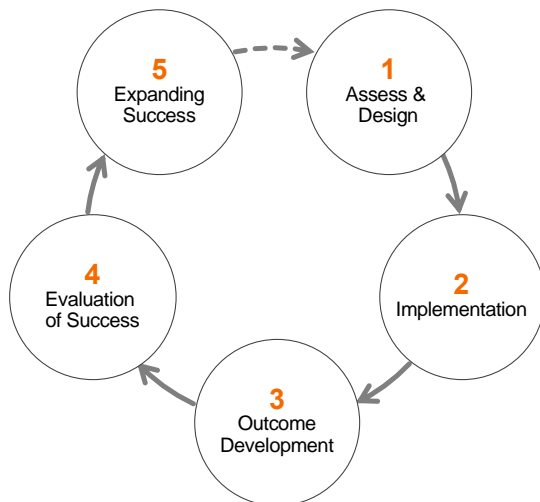 1
Assess &
Design
2
Implementation
3
Outcome
Development
4
Evaluation
of Success
5
Expanding
Success